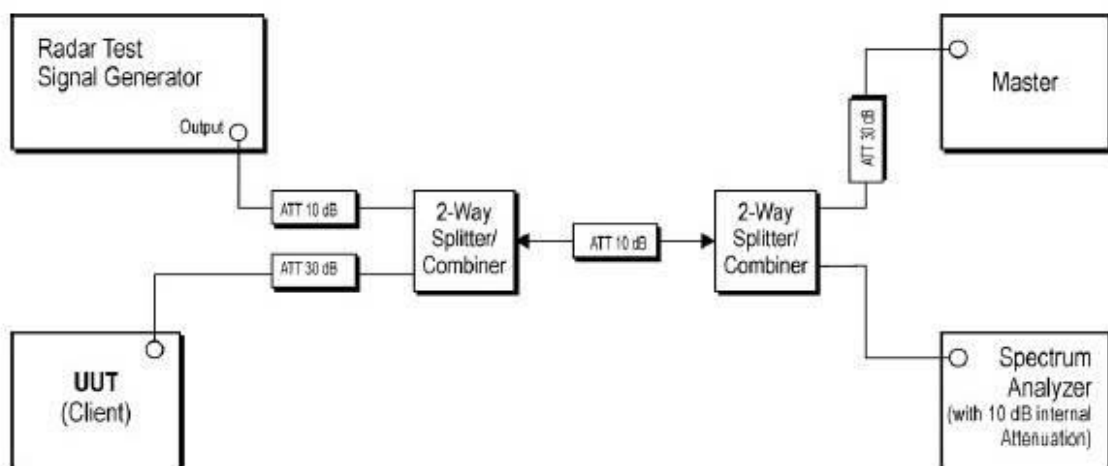 Radar Test
Signal Generator
Output
Master
ATT 30 dB
ATT 10 dB
2-Way
Splitter/
Combiner
ATT 10 dB
2-Way
Splitter/
Combiner
ATT 30 dB
UUT
(Client)
Spectrum
Analyzer
(with 10 dB internal
Attenuation)